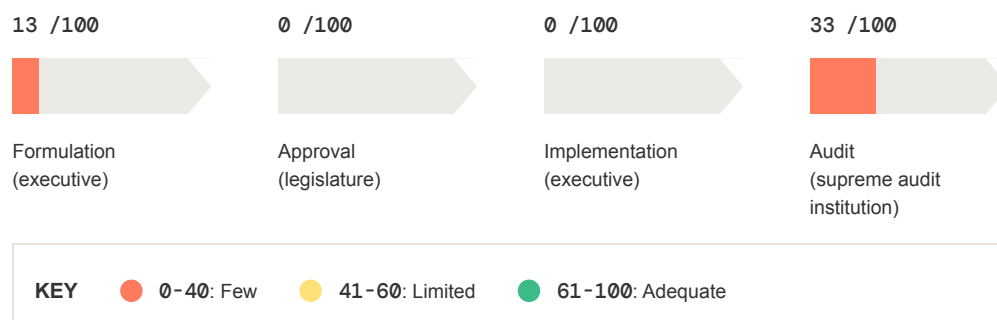 13 /100
0 /100
0 /100
33 /100
Formulation
(executive)
Approval
(legislature)
Implementation
(executive)
Audit
(supreme audit
institution)
KEY
0-40: Few
41-60: Limited
61-100: Adequate